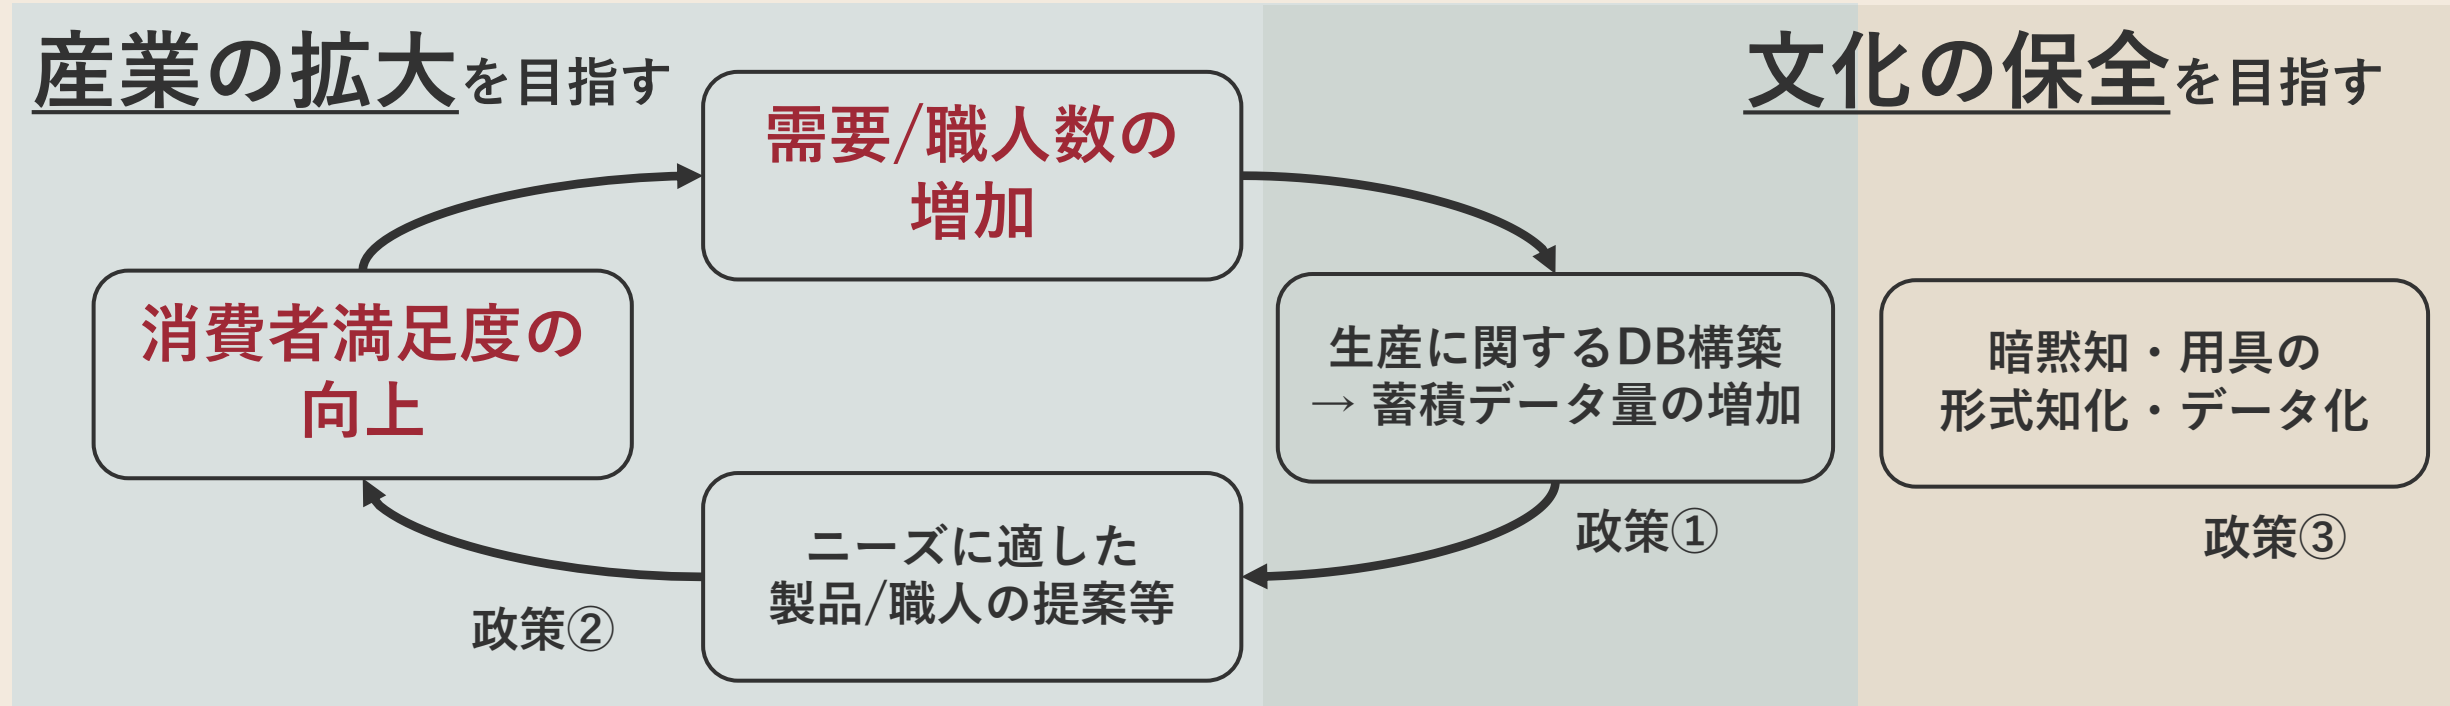 産業の拡大を目指す
文化の保全を目指す
需要/職人数の
増加
消費者満足度の
向上
生産に関するDB構築
→ 蓄積データ量の増加
暗黙知・用具の
形式知化・データ化
ニーズに適した
製品/職人の提案等
政策①
政策③
政策②